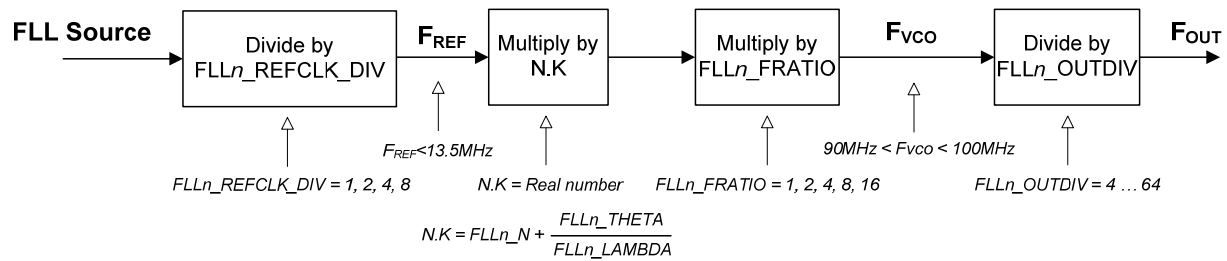 FLL Source
Divide by
FLLn_REFCLK_DIV
FREF
Multiply by
N.K
Multiply by
FLLn_FRATIO
FVCO
Divide by
FLLn_OUTDIV
FOUT
FREF<13.5MHz
90MHz < Fvco < 100MHz
FLLn_REFCLK_DIV = 1, 2, 4, 8
N.K = Real number
FLLn_FRATIO = 1, 2, 4, 8, 16
FLLn_OUTDIV = 4 … 64
N.K = FLLn_N + FLLn_THETA
FLLn_LAMBDA